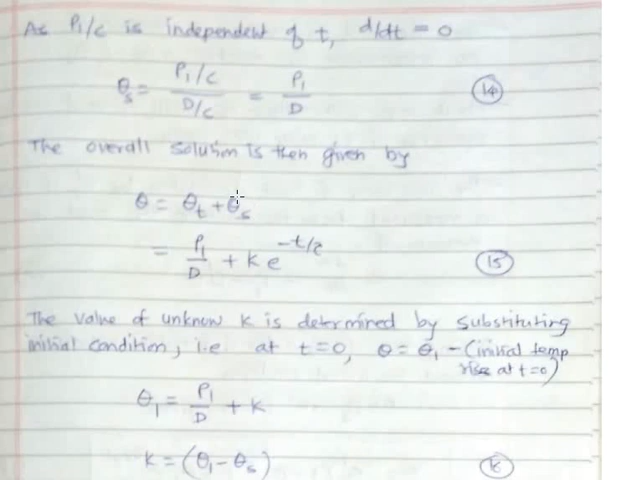 As P1/c is independent of t, d/dt = 0
θs = (P1/c)/(D/c) = P1/D (14)
The overall solution is then given by
θ = θt + θs
= P1/D + k e^-t/τ (15)
The value of unknow k is determined by substituting
initial condition, i.e at t=0, θ = θ1 - (initial temp
rise at t=0)
θ1 = P1/D + k
k = (θ1 - θs) (16)